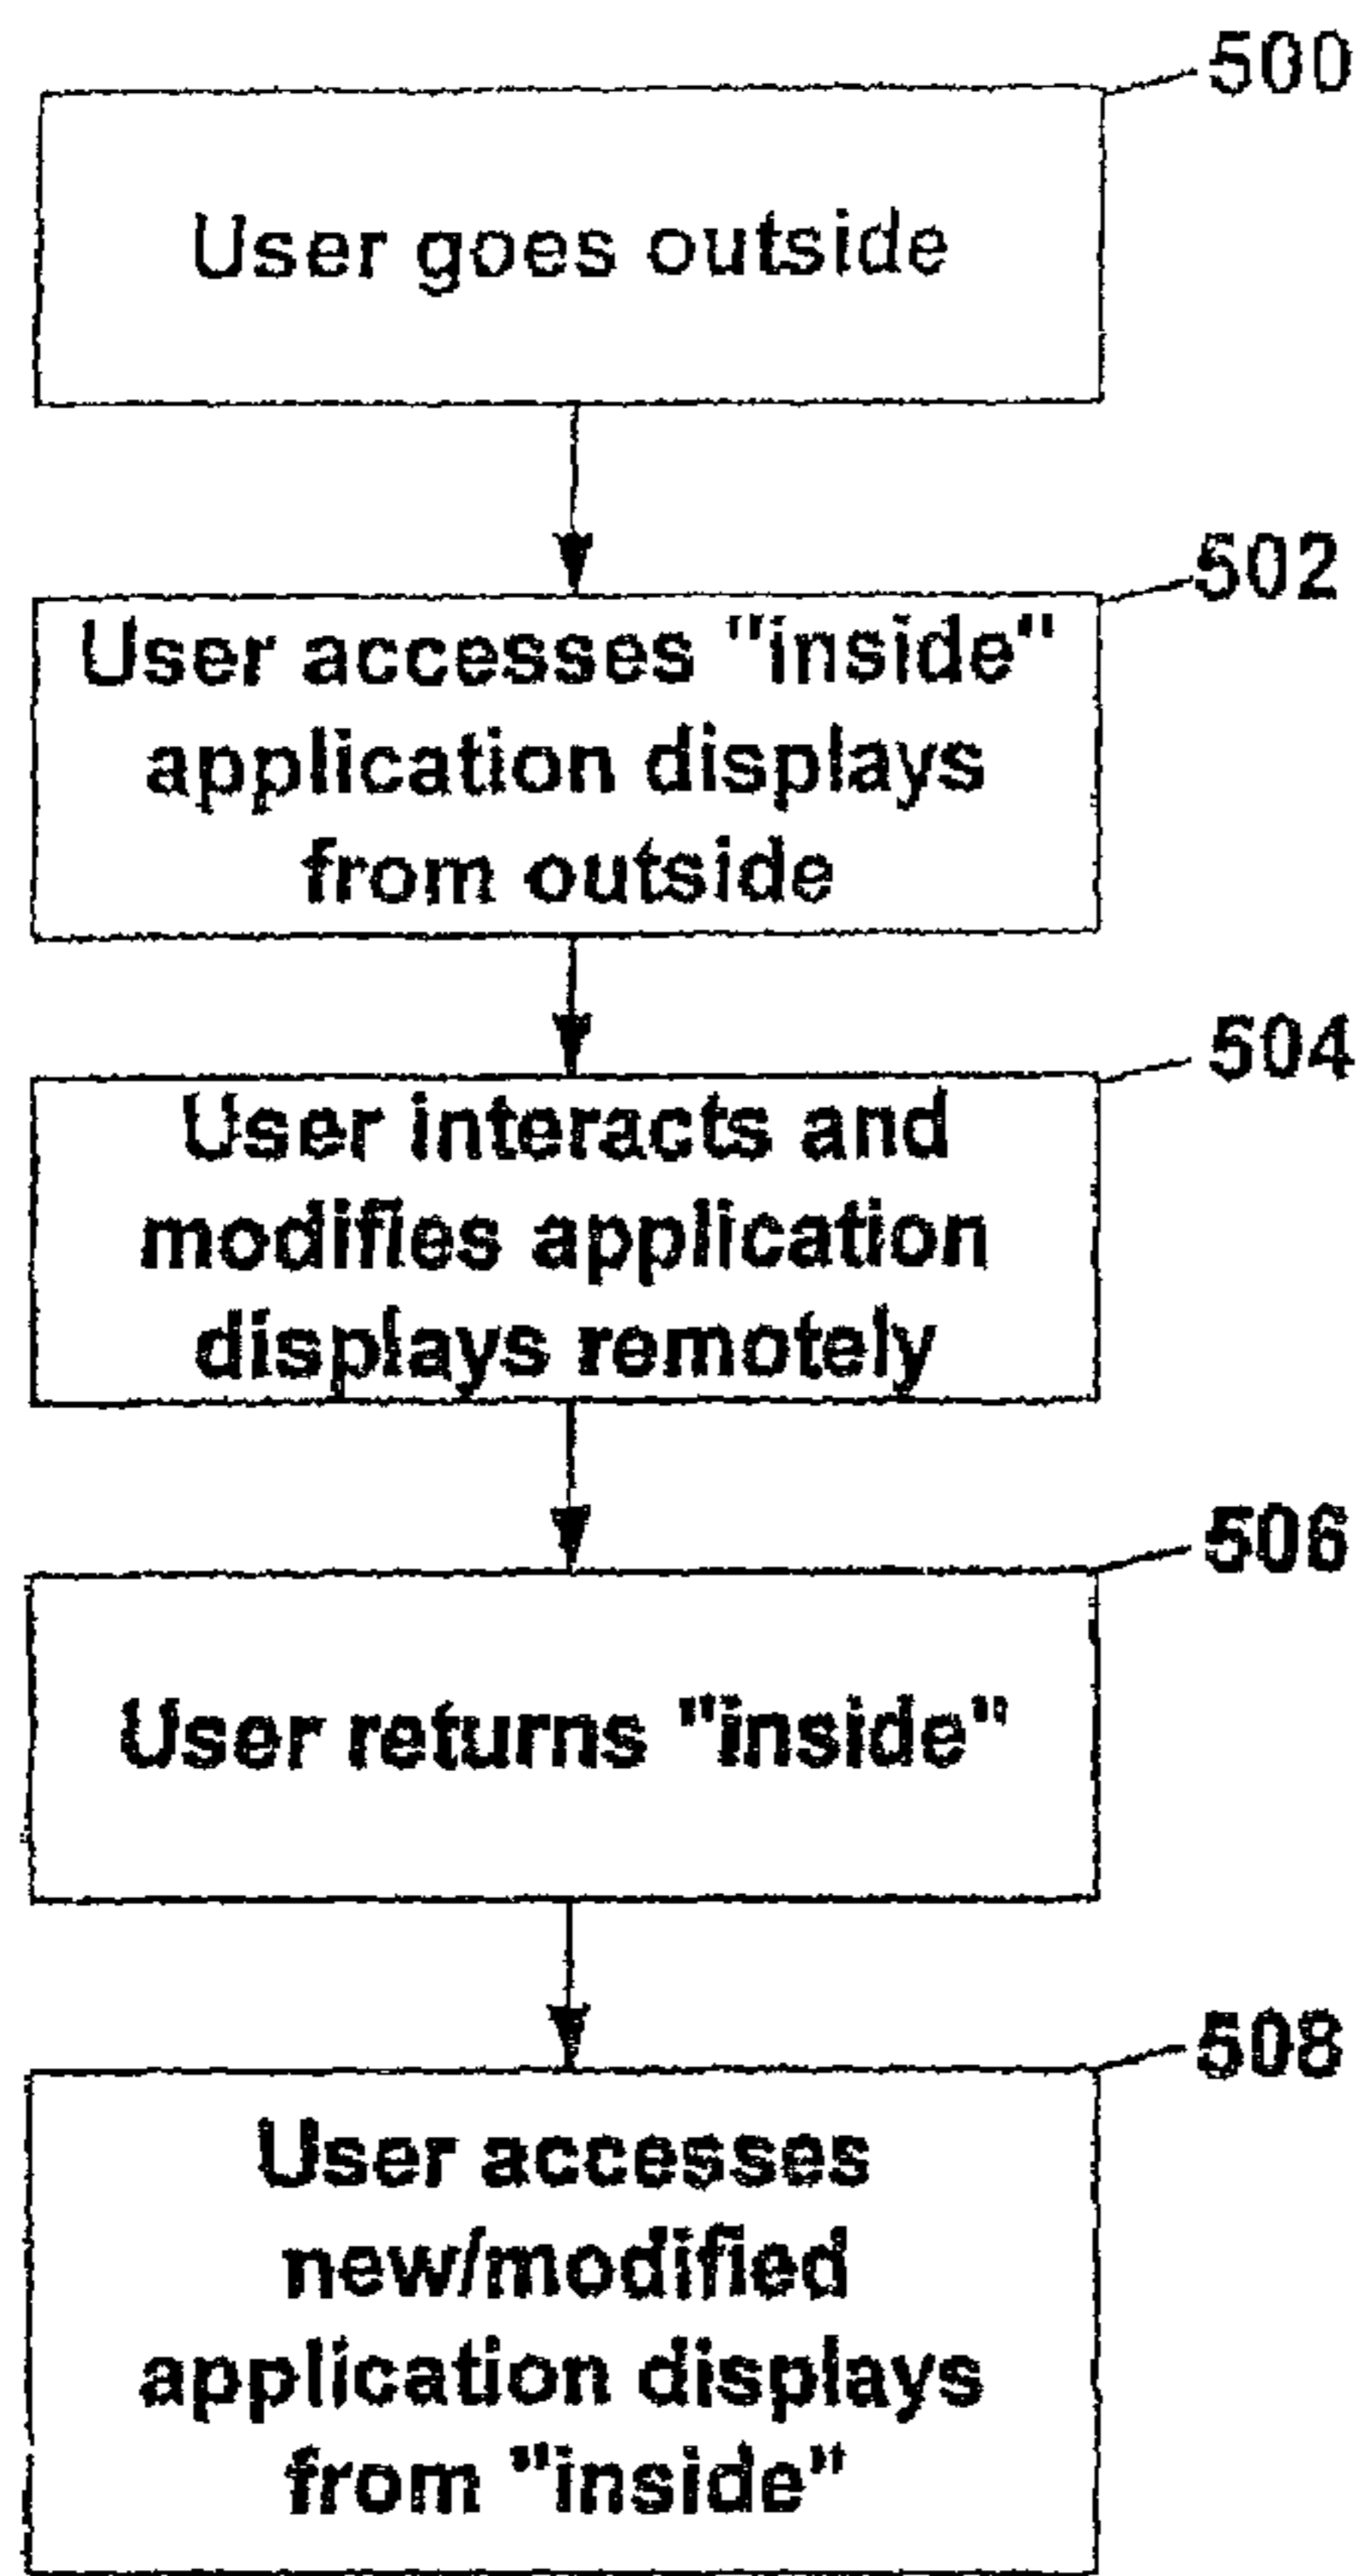 500
User goes outside
502
User accesses "inside"
application displays
from outside
504
User interacts and
modifies application
displays remotely
506
User returns "inside"
508
User accesses
new/modified
application displays
from "inside"